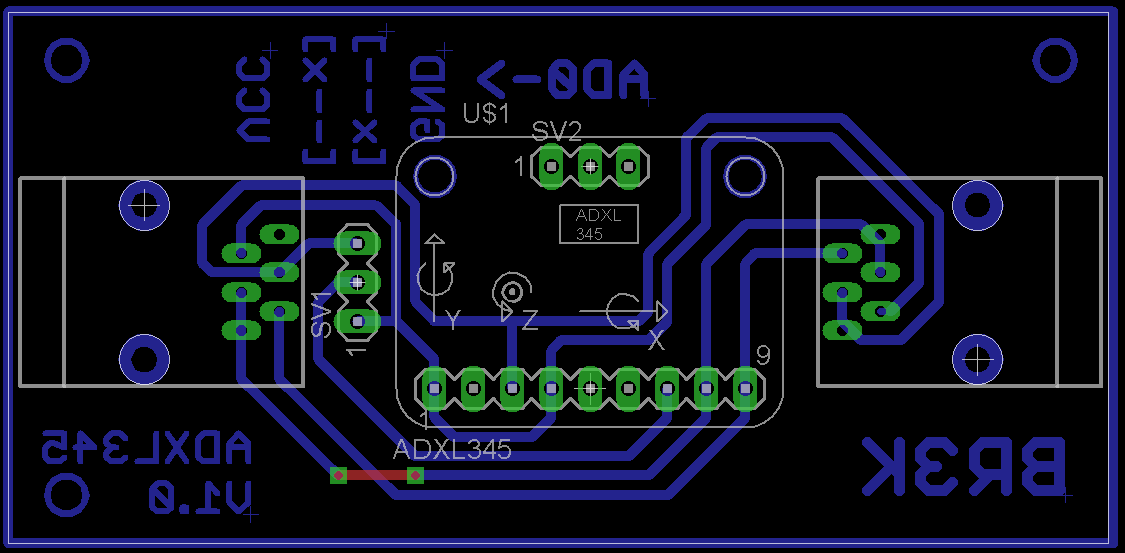 VCC
[--x]
[x--]
GND
AD0->
U$1
SV2
1
ADXL
345
SV1
1
Y
Z
X
9
1
ADXL345
ADXL345
V1.0
BR3K